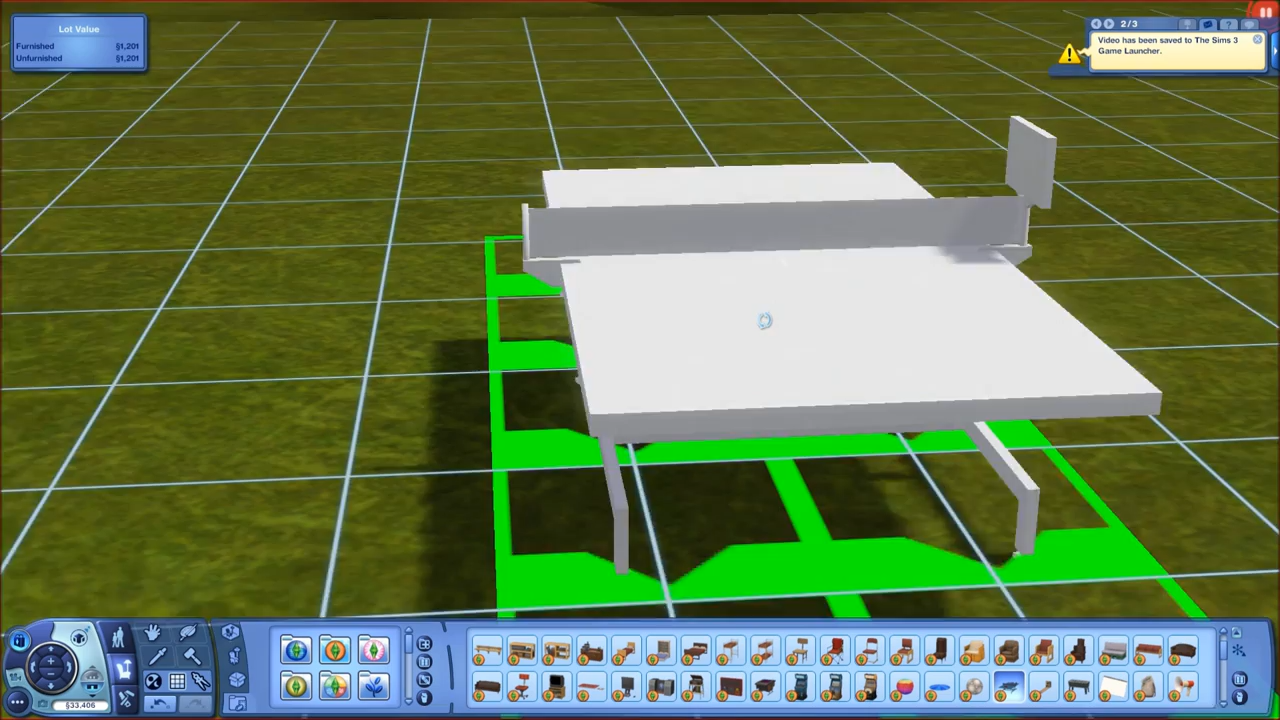 Lot Value
Furnished §1,201
Unfurnished §1,201
2/3
Video has been saved to The Sims 3
Game Launcher.
§33,406